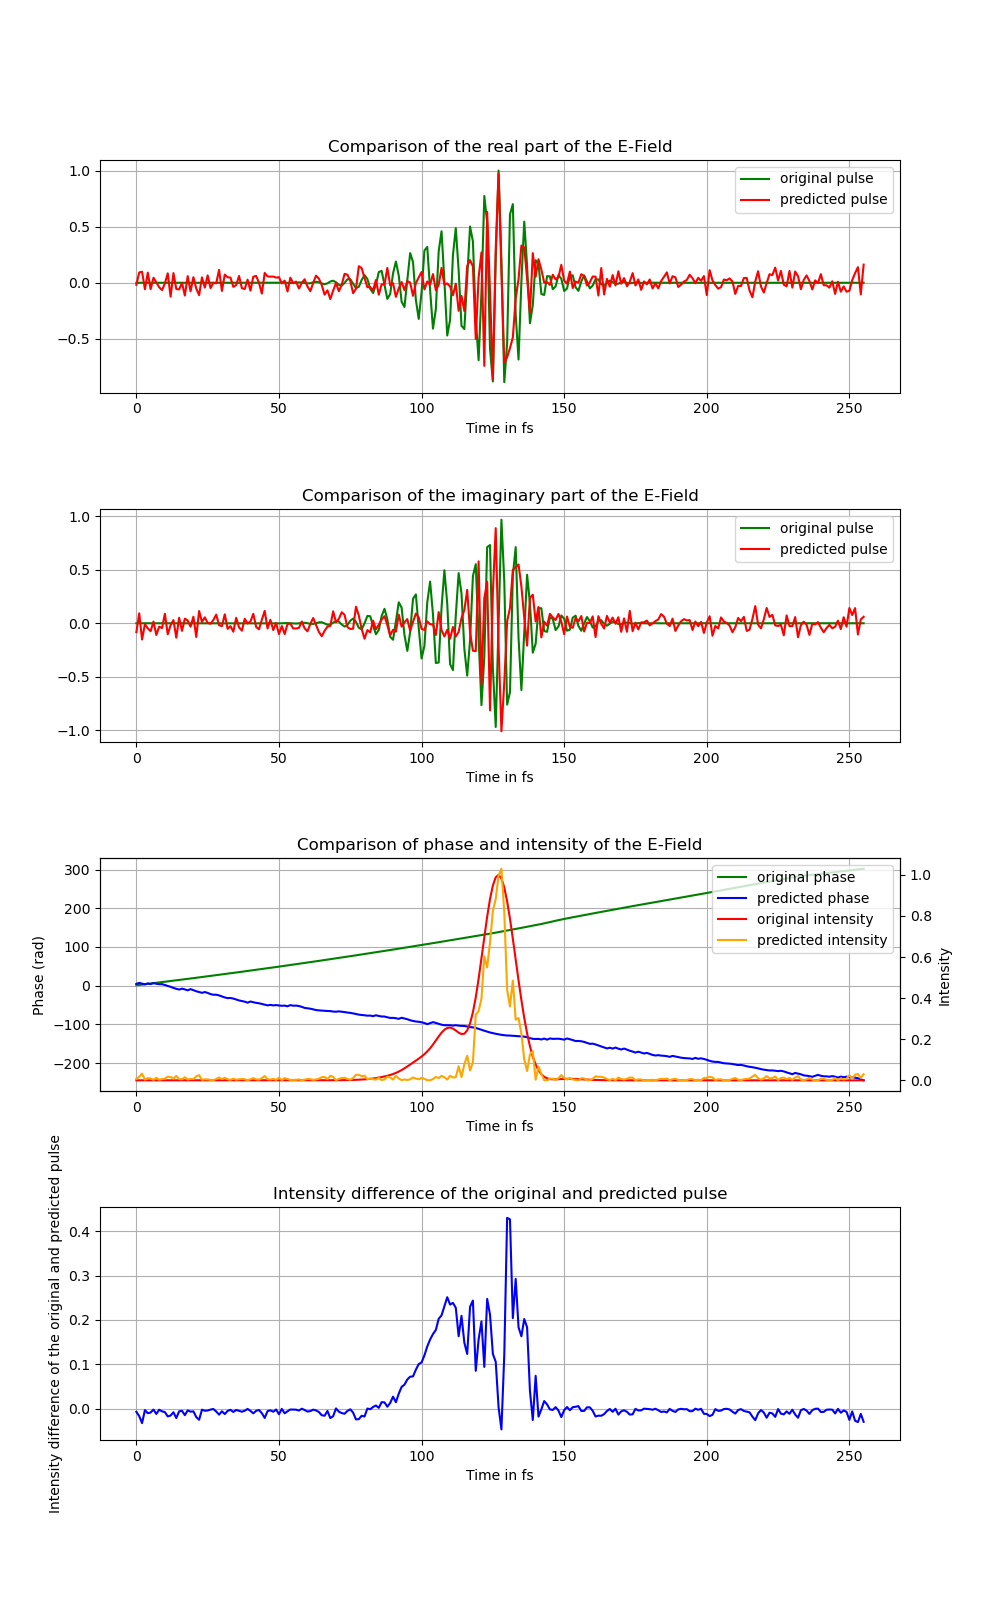 Comparison of the real part of the E-Field
1.0
0.5
0.0
−0.5
original pulse
predicted pulse
0 50 100 150 200 250
Time in fs
Comparison of the imaginary part of the E-Field
1.0
0.5
0.0
−0.5
−1.0
original pulse
predicted pulse
0 50 100 150 200 250
Time in fs
Comparison of phase and intensity of the E-Field
Phase (rad)
300
200
100
0
−100
−200
original phase
predicted phase
original intensity
predicted intensity
1.0
0.8
0.6
0.4
0.2
0.0
Intensity
0 50 100 150 200 250
Time in fs
Intensity difference of the original and predicted pulse
Intensity difference of the original and predicted pulse
0.4
0.3
0.2
0.1
0.0
0 50 100 150 200 250
Time in fs